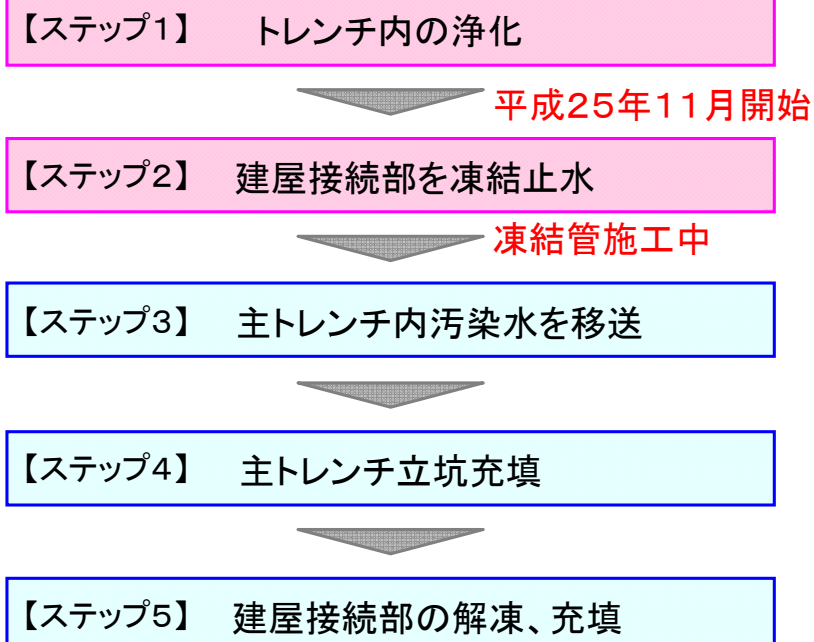 【ステップ1】 トレンチ内の浄化
平成25年11月開始
【ステップ2】 建屋接続部を凍結止水
凍結管施工中
【ステップ3】 主トレンチ内汚染水を移送
【ステップ4】 主トレンチ立坑充填
【ステップ5】 建屋接続部の解凍、充填